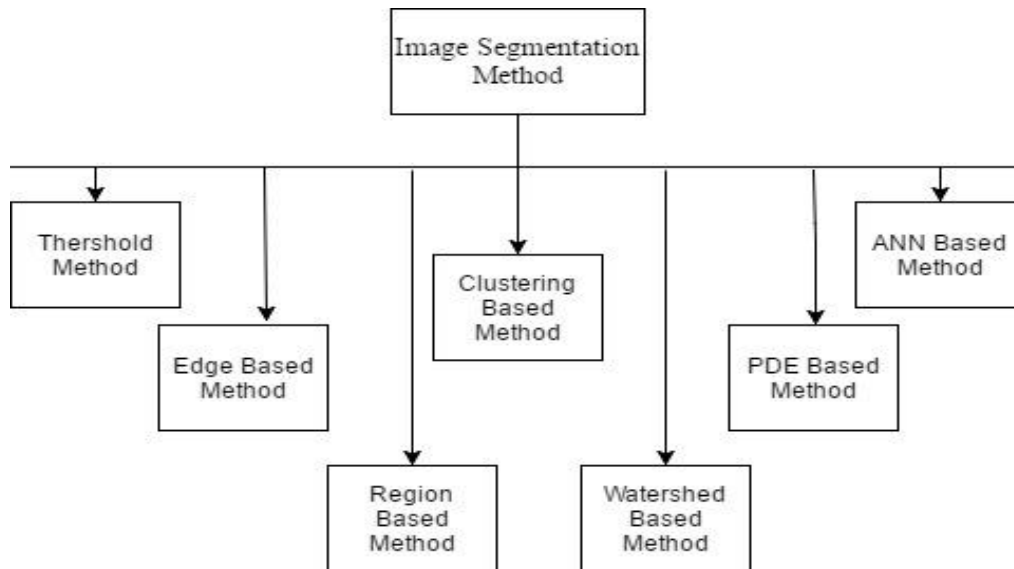 Image Segmentation
Method
Thershold
Method
Edge Based
Method
Region
Based
Method
Clustering
Based
Method
Watershed
Based
Method
PDE Based
Method
ANN Based
Method